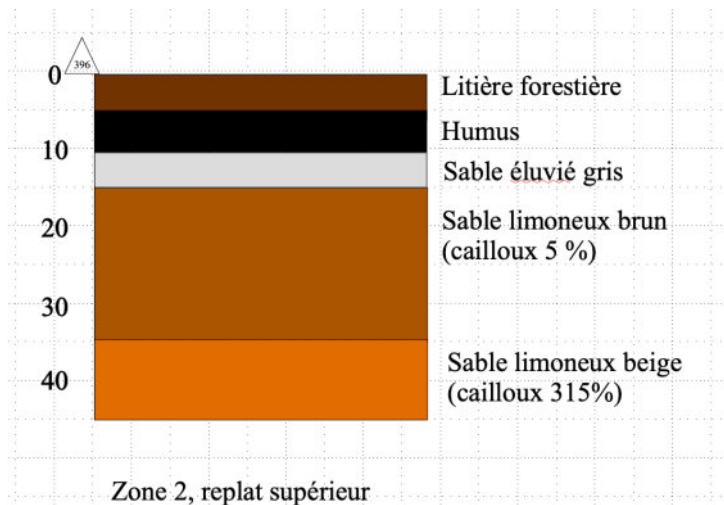 396
0
Litière forestière
Humus
10
Sable éluvié gris
20
Sable limoneux brun
(cailloux 5 %)
30
Sable limoneux beige
40
(cailloux 315%)
Zone 2, replat supérieur